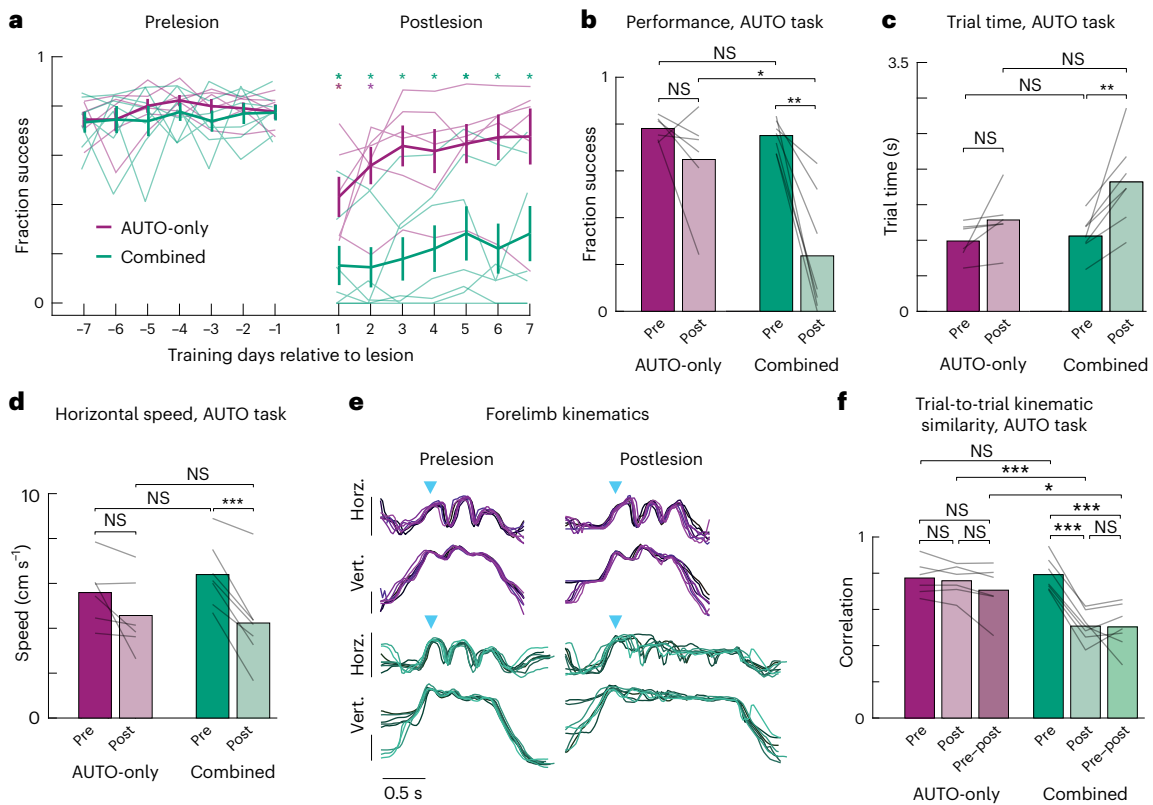 a
Prelesion
Postlesion
Fraction success
1
0
AUTO-only
Combined
* * * * * * *
* *
–7 –6 –5 –4 –3 –2 –1
1 2 3 4 5 6 7
Training days relative to lesion
b
Performance, AUTO task
NS
*
NS
**
1
0
Fraction success
Pre Post Pre Post
AUTO-only Combined
c
Trial time, AUTO task
NS
NS
**
NS
3.5
0
Trial time (s)
Pre Post Pre Post
AUTO-only Combined
d
Horizontal speed, AUTO task
NS
NS
***
NS
10
0
Speed (cm s⁻¹)
Pre Post Pre Post
AUTO-only Combined
e
Forelimb kinematics
Prelesion
Postlesion
Horz.
Vert.
Horz.
Vert.
0.5 s
f
Trial-to-trial kinematic
similarity, AUTO task
NS
***
*
NS
***
NS NS
*** NS
1
0
Correlation
Pre Post Pre–post Pre Post Pre–post
AUTO-only Combined